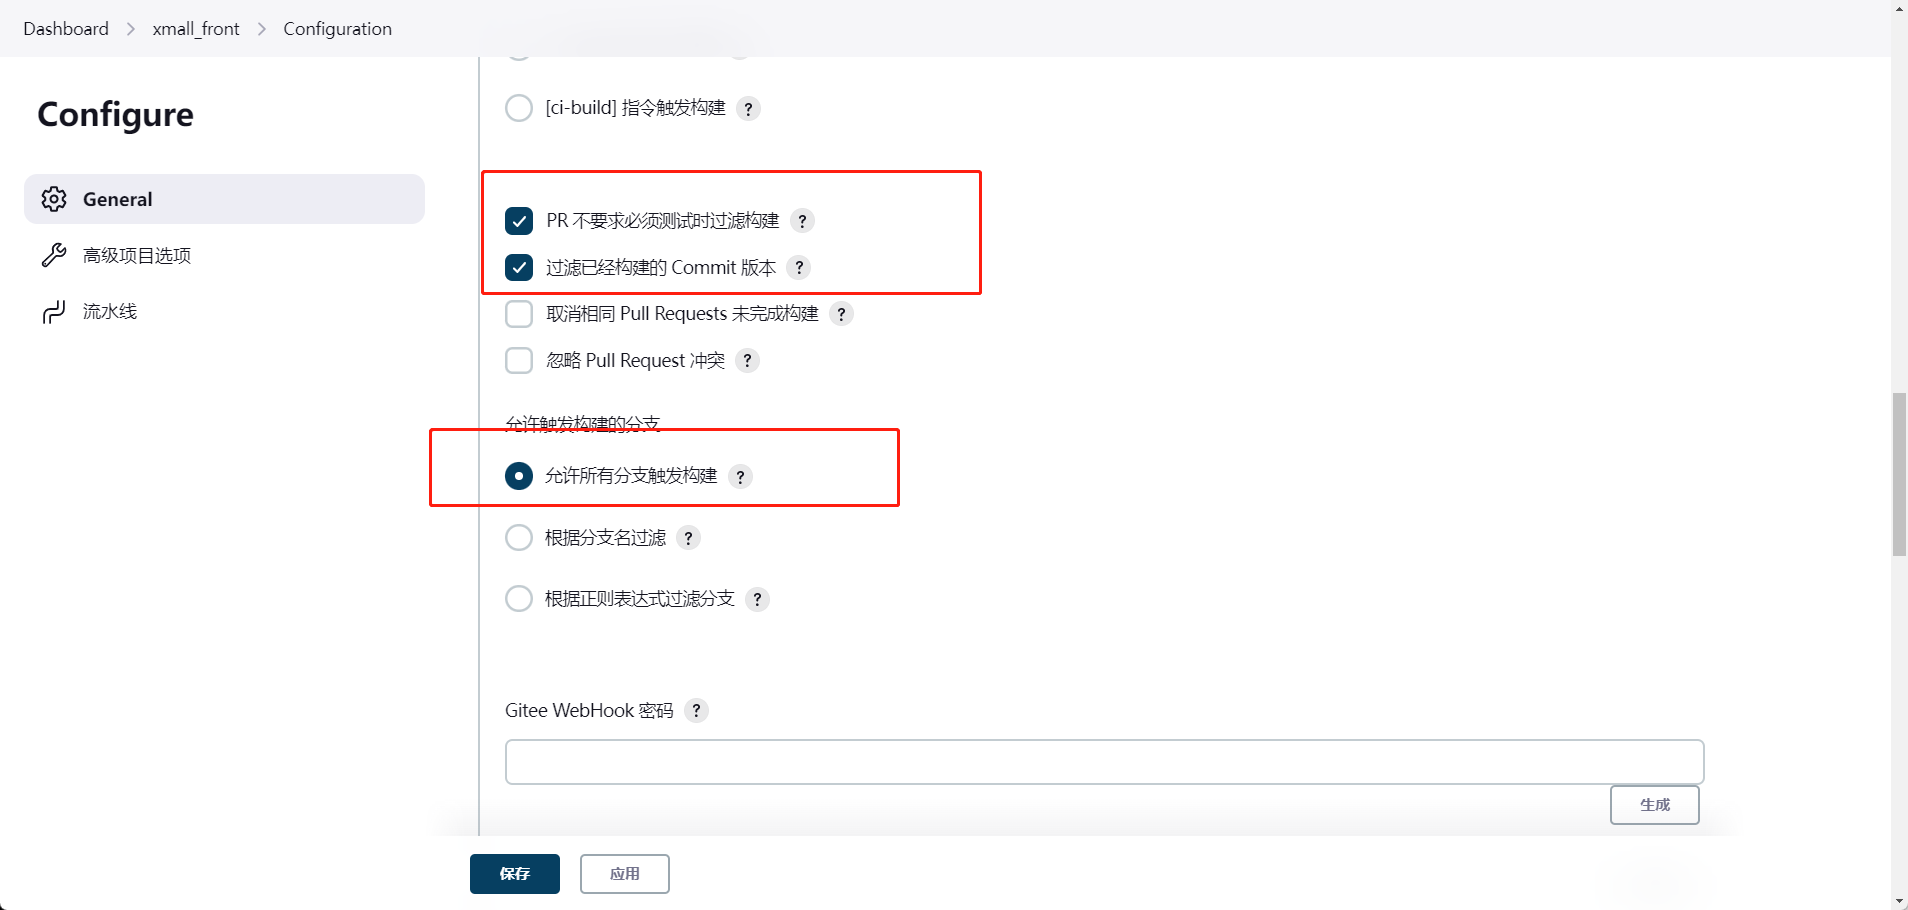 Dashboard > xmall_front > Configuration
Configure
General
高级项目选项
流水线
[ci-build] 指令触发构建 ?
PR 不要求必须测试时过滤构建 ?
过滤已经构建的 Commit 版本 ?
取消相同 Pull Requests 未完成构建 ?
忽略 Pull Request 冲突 ?
允许触发构建的分支
允许所有分支触发构建 ?
根据分支名过滤 ?
根据正则表达式过滤分支 ?
Gitee WebHook 密码 ?
生成
保存
应用